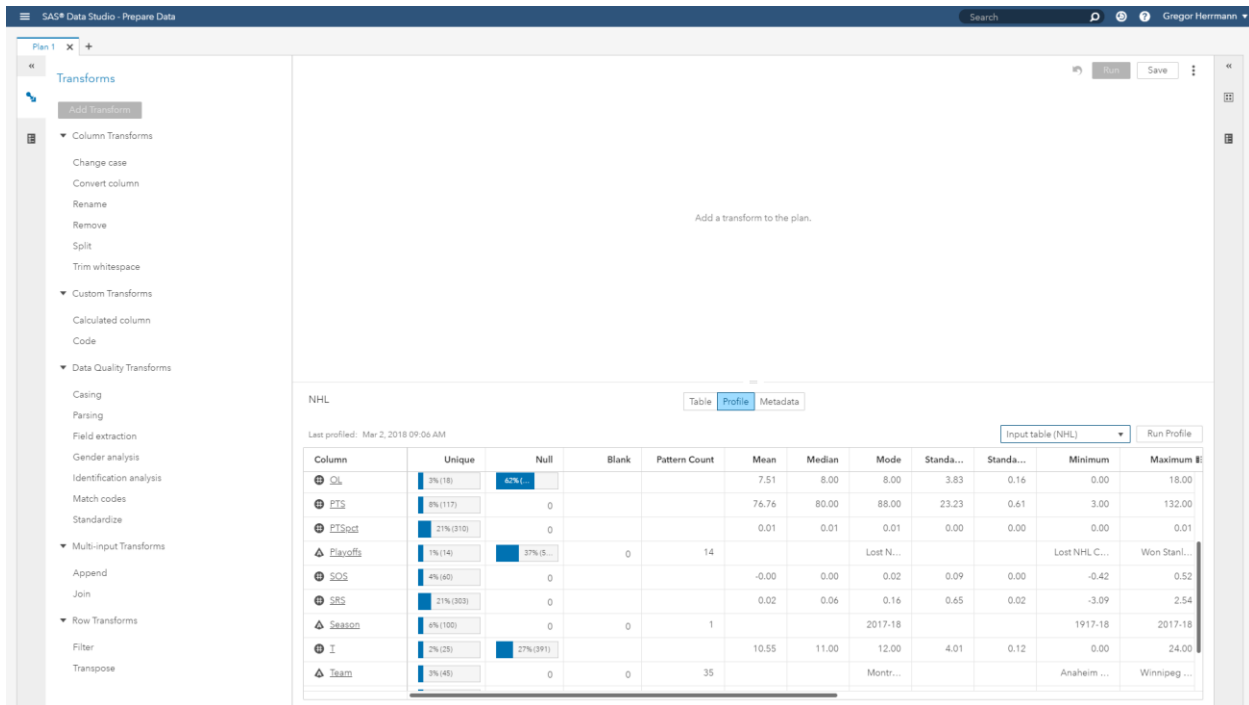 SAS® Data Studio - Prepare Data
Search
Gregor Herrmann
Plan 1
Transforms
Add Transform
Column Transforms
Change case
Convert column
Rename
Remove
Split
Trim whitespace
Custom Transforms
Calculated column
Code
Data Quality Transforms
Casing
Parsing
Field extraction
Gender analysis
Identification analysis
Match codes
Standardize
Multi-input Transforms
Append
Join
Row Transforms
Filter
Transpose
Run Save
Add a transform to the plan.
NHL
Table Profile Metadata
Last profiled: Mar 2, 2018 09:06 AM
Input table (NHL)
Run Profile
Column Unique Null Blank Pattern Count Mean Median Mode Standa... Standa... Minimum Maximum
OL 3% (18) 62% (... 7.51 8.00 8.00 3.83 0.16 0.00 18.00
PTS 8% (117) 0 76.76 80.00 88.00 23.23 0.61 3.00 132.00
PTSpct 21% (310) 0 0.01 0.01 0.01 0.00 0.00 0.00 0.01
Playoffs 1% (14) 37% (5... 0 14 Lost N... Lost NHL C... Won Stanl...
SOS 4% (60) 0 -0.00 0.00 0.02 0.09 0.00 -0.42 0.52
SRS 21% (303) 0 0.02 0.06 0.16 0.65 0.02 -3.09 2.54
Season 6% (100) 0 0 1 2017-18 1917-18 2017-18
T 2% (25) 27% (391) 10.55 11.00 12.00 4.01 0.12 0.00 24.00
Team 3% (45) 0 0 35 Montr... Anaheim ... Winnipeg ...